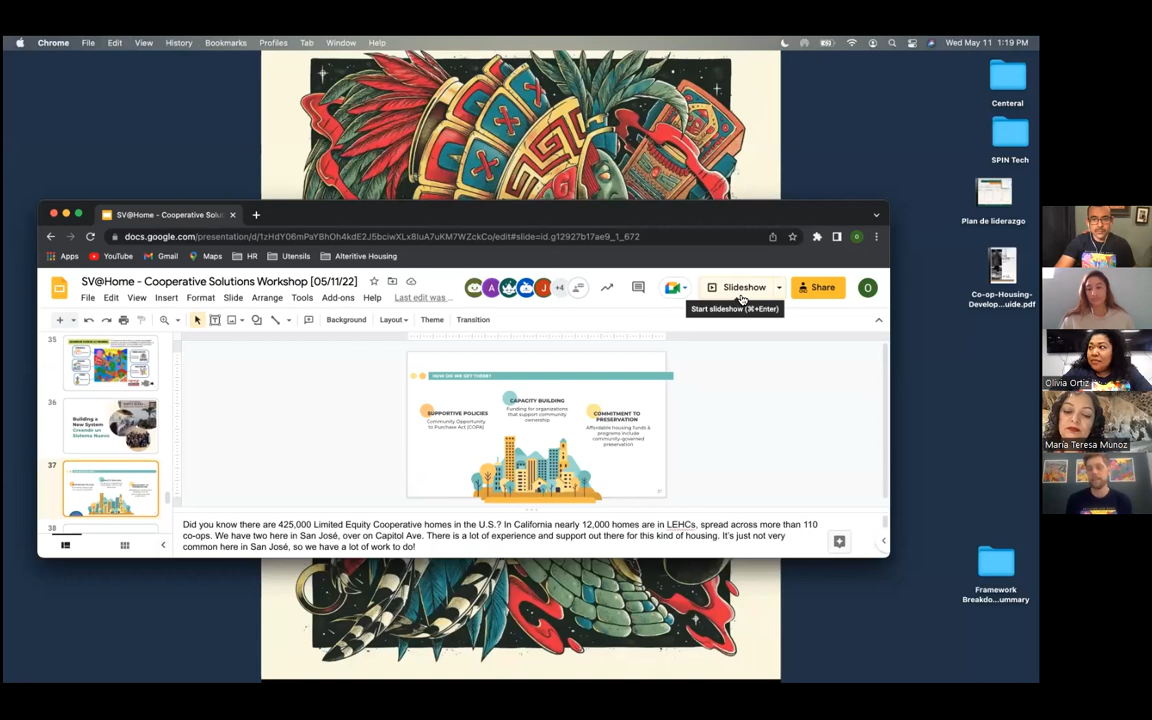 Chrome File Edit View History Bookmarks Profiles Tab Window Help Wed May 11 1:19 PM
Centeral
SPIN Tech
Plan de liderazgo
Co-op-Housing-
Develop...uide.pdf
Framework
Breakdo...ummary
SV@Home - Cooperative Solut
docs.google.com/presentation/d/1zHdY06mPaYBhOh4kdE2J5bciwXLx8IuA7uKM7WZckCo/edit#slide=id.g12927b17ae9_1_672
Apps YouTube Gmail Maps HR Utensils Alteritive Housing
SV@Home - Cooperative Solutions Workshop [05/11/22]
File Edit View Insert Format Slide Arrange Tools Add-ons Help Last edit was...
A J +4 Slideshow Share O
Start slideshow (⌘+Enter)
Background Layout Theme Transition
35
36
Building a
New System
Creando un
Sistema Nuevo
37
38
HOW DO WE GET THERE?
SUPPORTIVE POLICIES
Community Opportunity
to Purchase Act (COPA)
CAPACITY BUILDING
Funding for organizations
that support community
ownership
COMMITMENT TO
PRESERVATION
Affordable housing funds &
programs include
community-governed
preservation
37
Did you know there are 425,000 Limited Equity Cooperative homes in the U.S.? In California nearly 12,000 homes are in LEHCs, spread across more than 110
co-ops. We have two here in San José, over on Capitol Ave. There is a lot of experience and support out there for this kind of housing. It's just not very
common here in San José, so we have a lot of work to do!
Olivia Ortiz
Maria Teresa Munoz